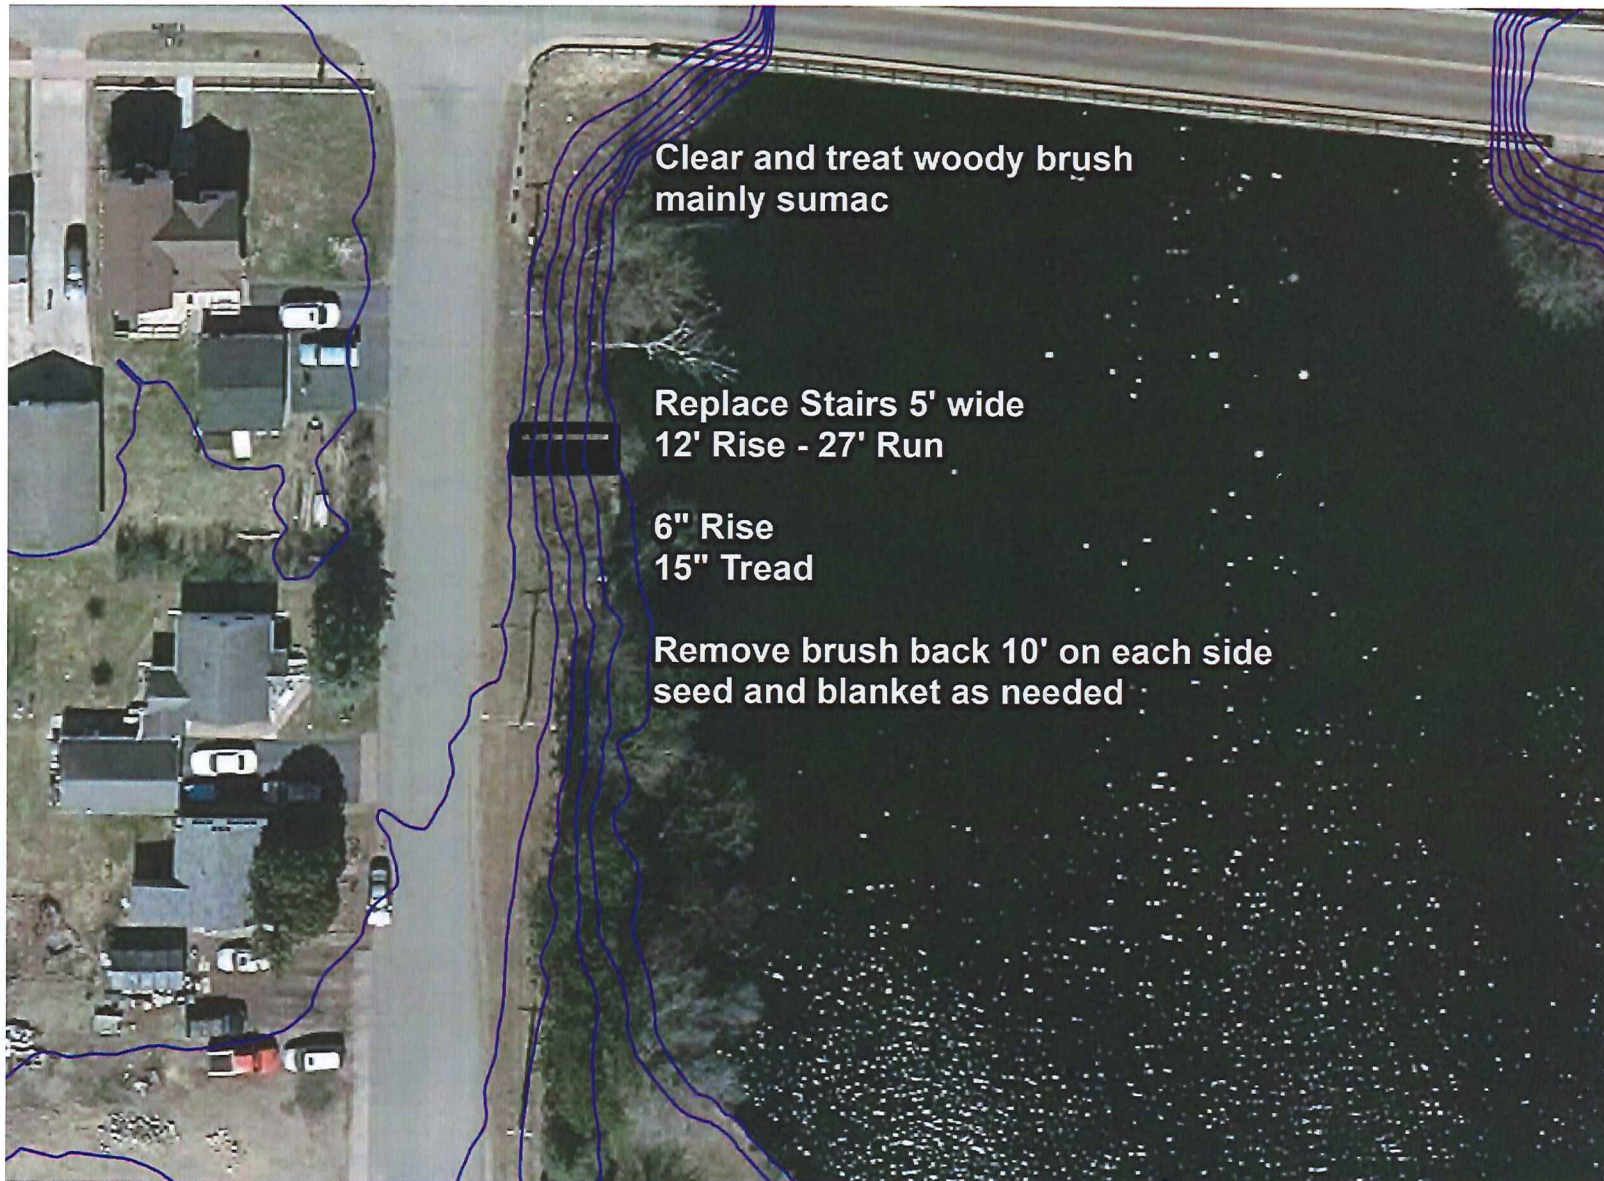 Clear and treat woody brush
mainly sumac
Replace Stairs 5' wide
12' Rise - 27' Run
6" Rise
15" Tread
Remove brush back 10' on each side
seed and blanket as needed